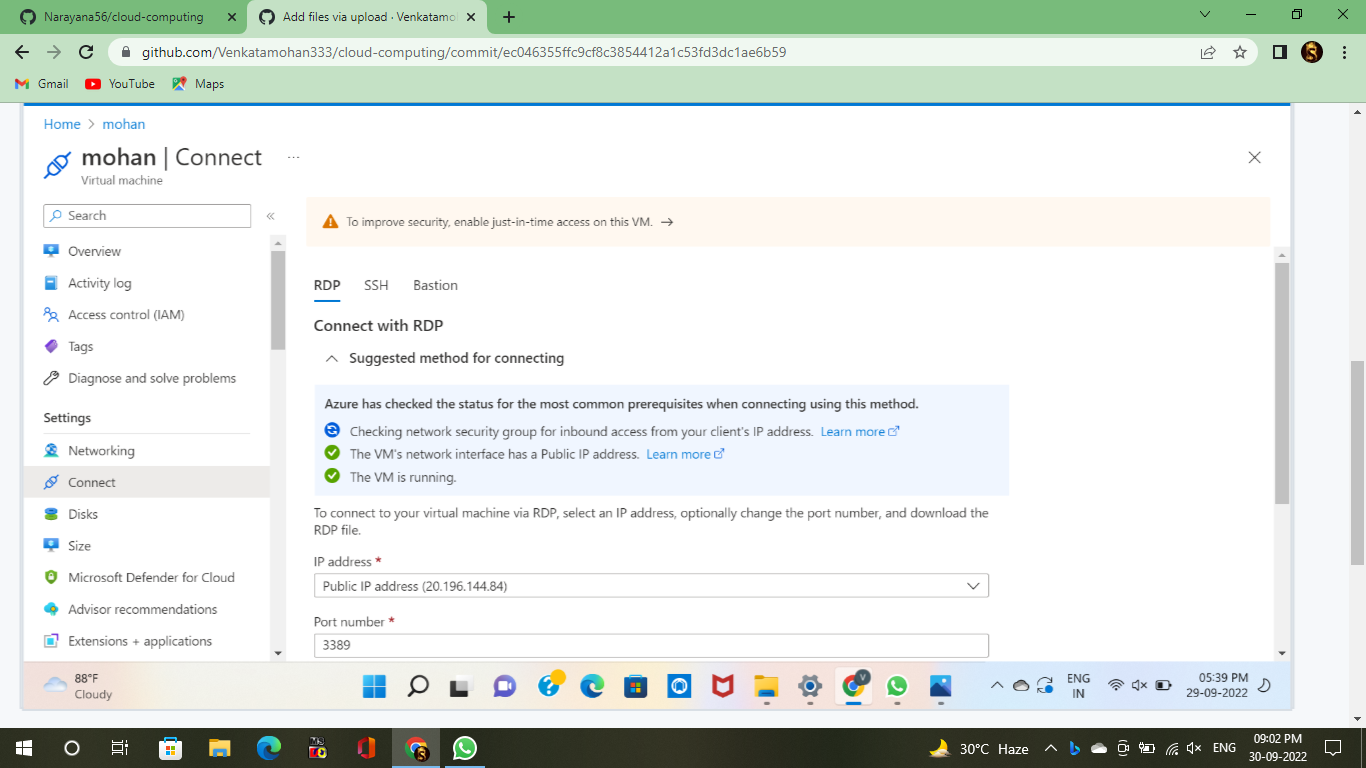 Narayana56/cloud-computing
Add files via upload · Venkatamo
github.com/Venkatamohan333/cloud-computing/commit/ec046355ffc9cf8c3854412a1c53fd3dc1ae6b59
Gmail
YouTube
Maps
Home > mohan
mohan | Connect ...
Virtual machine
Search
«
Overview
Activity log
Access control (IAM)
Tags
Diagnose and solve problems
Settings
Networking
Connect
Disks
Size
Microsoft Defender for Cloud
Advisor recommendations
Extensions + applications
To improve security, enable just-in-time access on this VM. →
RDP SSH Bastion
Connect with RDP
Suggested method for connecting
Azure has checked the status for the most common prerequisites when connecting using this method.
Checking network security group for inbound access from your client's IP address. Learn more
The VM's network interface has a Public IP address. Learn more
The VM is running.
To connect to your virtual machine via RDP, select an IP address, optionally change the port number, and download the
RDP file.
IP address *
Public IP address (20.196.144.84)
Port number *
3389
88°F
Cloudy
V
ENG
IN
05:39 PM
29-09-2022
30°C Haze
ENG
09:02 PM
30-09-2022